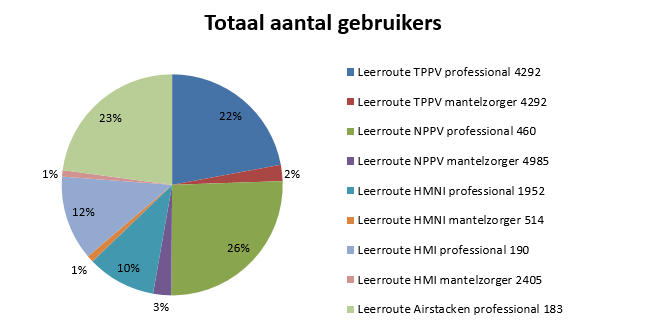 Totaal aantal gebruikers
22%
2%
26%
3%
10%
1%
12%
1%
23%
Leerroute TPPV professional 4292
Leerroute TPPV mantelzorger 4292
Leerroute NPPV professional 460
Leerroute NPPV mantelzorger 4985
Leerroute HMNI professional 1952
Leerroute HMNI mantelzorger 514
Leerroute HMI professional 190
Leerroute HMI mantelzorger 2405
Leerroute Airstacken professional 183